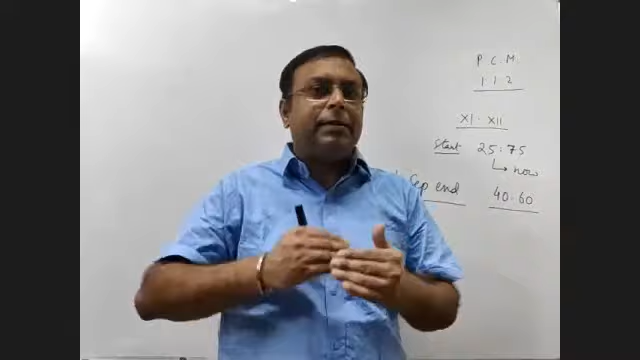 P C M
1 1 2
XI . XII
Start 25 : 75
↳ now
Sep end 40 : 60